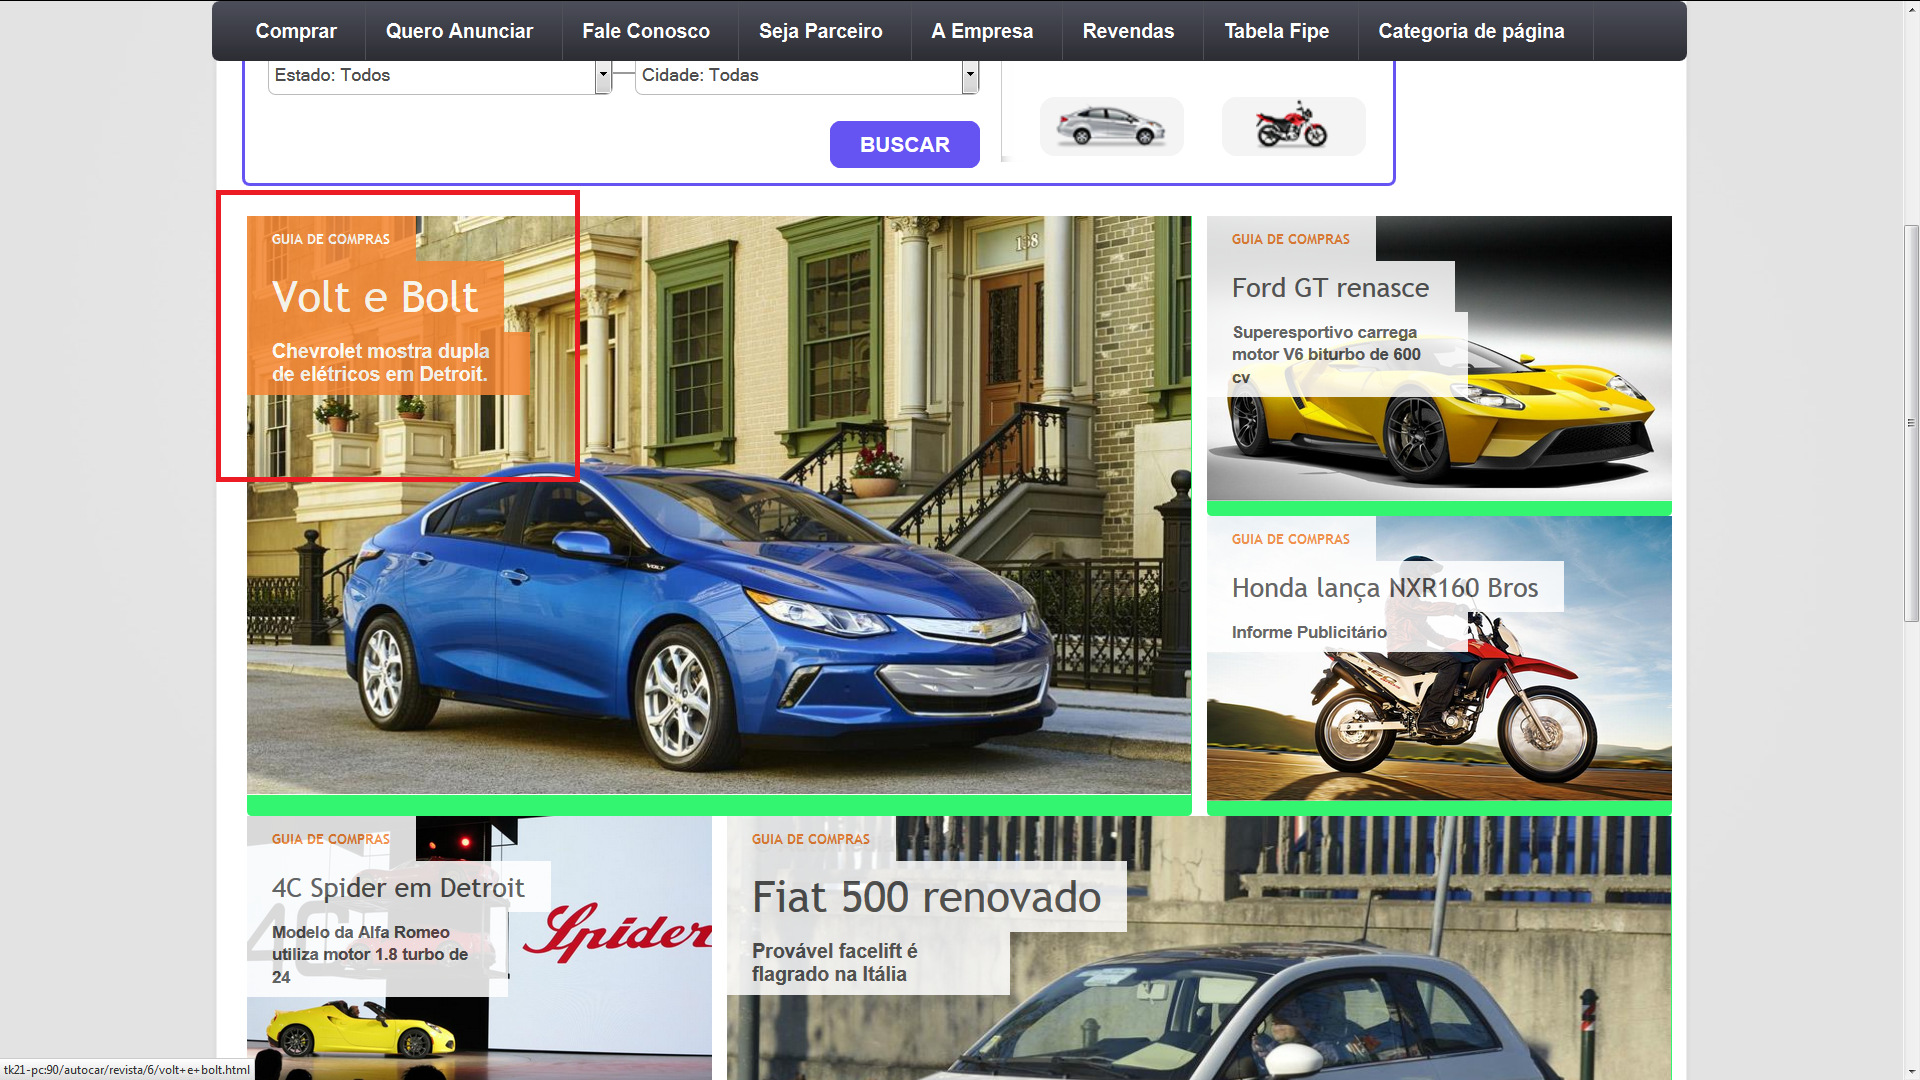 Comprar Quero Anunciar Fale Conosco Seja Parceiro A Empresa Revendas Tabela Fipe Categoria de página
Estado: Todos Cidade: Todas
BUSCAR
GUIA DE COMPRAS
Volt e Bolt
Chevrolet mostra dupla
de elétricos em Detroit.
138
VOLT
GUIA DE COMPRAS
Ford GT renasce
Superesportivo carrega
motor V6 biturbo de 600
cv
GUIA DE COMPRAS
Honda lança NXR160 Bros
Informe Publicitário
160
GUIA DE COMPRAS
4C Spider em Detroit
Modelo da Alfa Romeo
utiliza motor 1.8 turbo de
24
4C
Spider
GUIA DE COMPRAS
Fiat 500 renovado
Provável facelift é
flagrado na Itália
tk21-pc:90/autocar/revista/6/volt+e+bolt.html